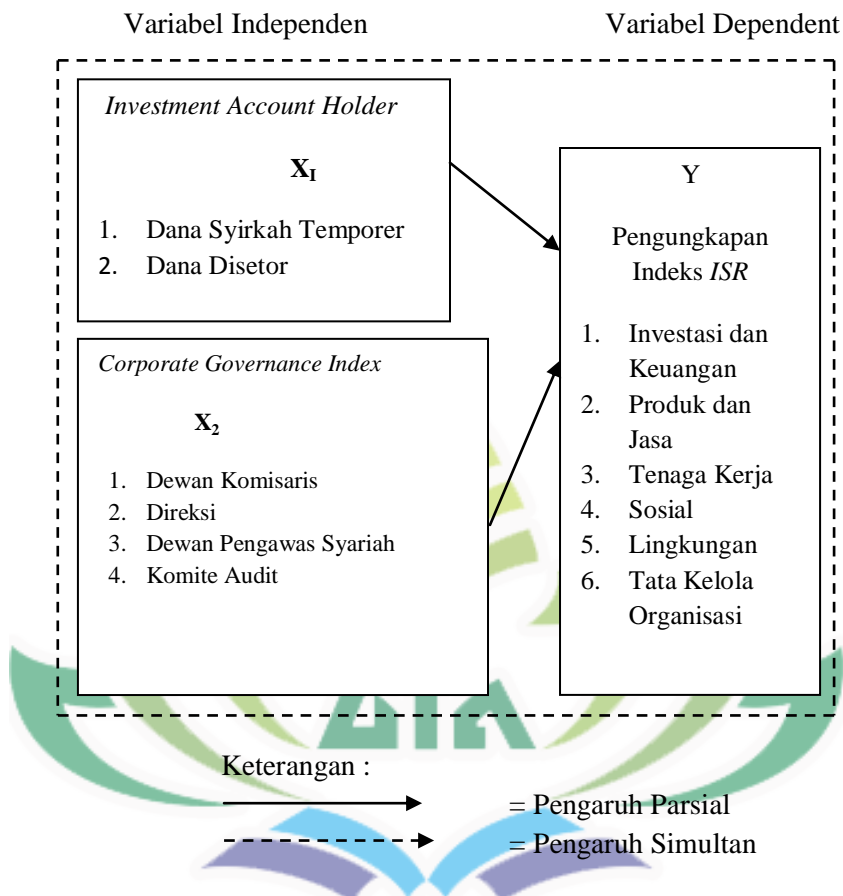 Variabel Independen
Variabel Dependent
Investment Account Holder
X_I
1. Dana Syirkah Temporer
2. Dana Disetor
Corporate Governance Index
X_2
1. Dewan Komisaris
2. Direksi
3. Dewan Pengawas Syariah
4. Komite Audit
Y
Pengungkapan
Indeks ISR
1. Investasi dan
Keuangan
2. Produk dan
Jasa
3. Tenaga Kerja
4. Sosial
5. Lingkungan
6. Tata Kelola
Organisasi
Keterangan :
= Pengaruh Parsial
= Pengaruh Simultan